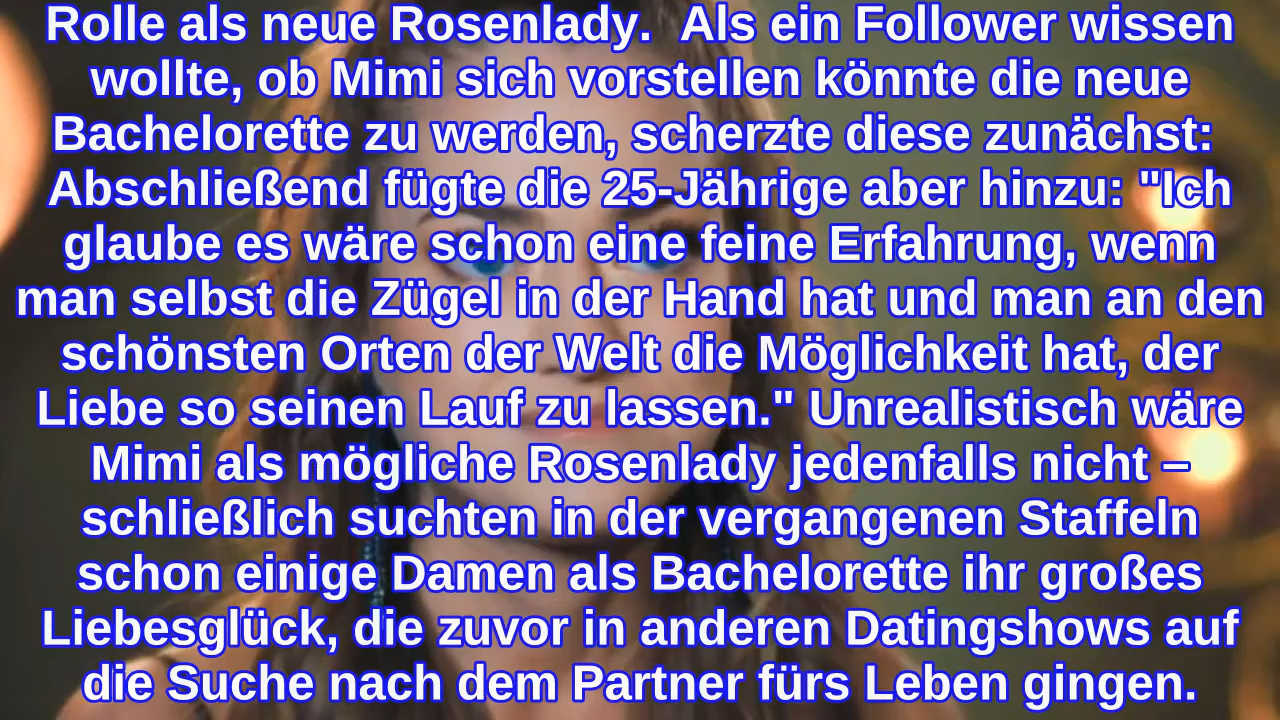 Rolle als neue Rosenlady.  Als ein Follower wissen
wollte, ob Mimi sich vorstellen könnte die neue
Bachelorette zu werden, scherzte diese zunächst:
Abschließend fügte die 25-Jährige aber hinzu: "Ich
glaube es wäre schon eine feine Erfahrung, wenn
man selbst die Zügel in der Hand hat und man an den
schönsten Orten der Welt die Möglichkeit hat, der
Liebe so seinen Lauf zu lassen." Unrealistisch wäre
Mimi als mögliche Rosenlady jedenfalls nicht –
schließlich suchten in der vergangenen Staffeln
schon einige Damen als Bachelorette ihr großes
Liebesglück, die zuvor in anderen Datingshows auf
die Suche nach dem Partner fürs Leben gingen.